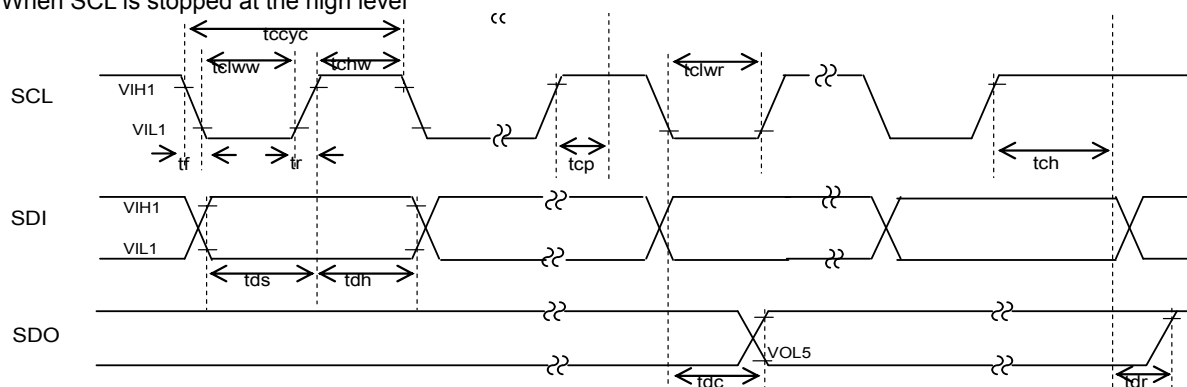 When SCL is stopped at the high level
tccyc
tclww
tchw
tclwr
SCL
VIH1
VIL1
tf
tr
tcp
tch
SDI
VIH1
VIL1
tds
tdh
SDO
VOL5
tdc
tdr